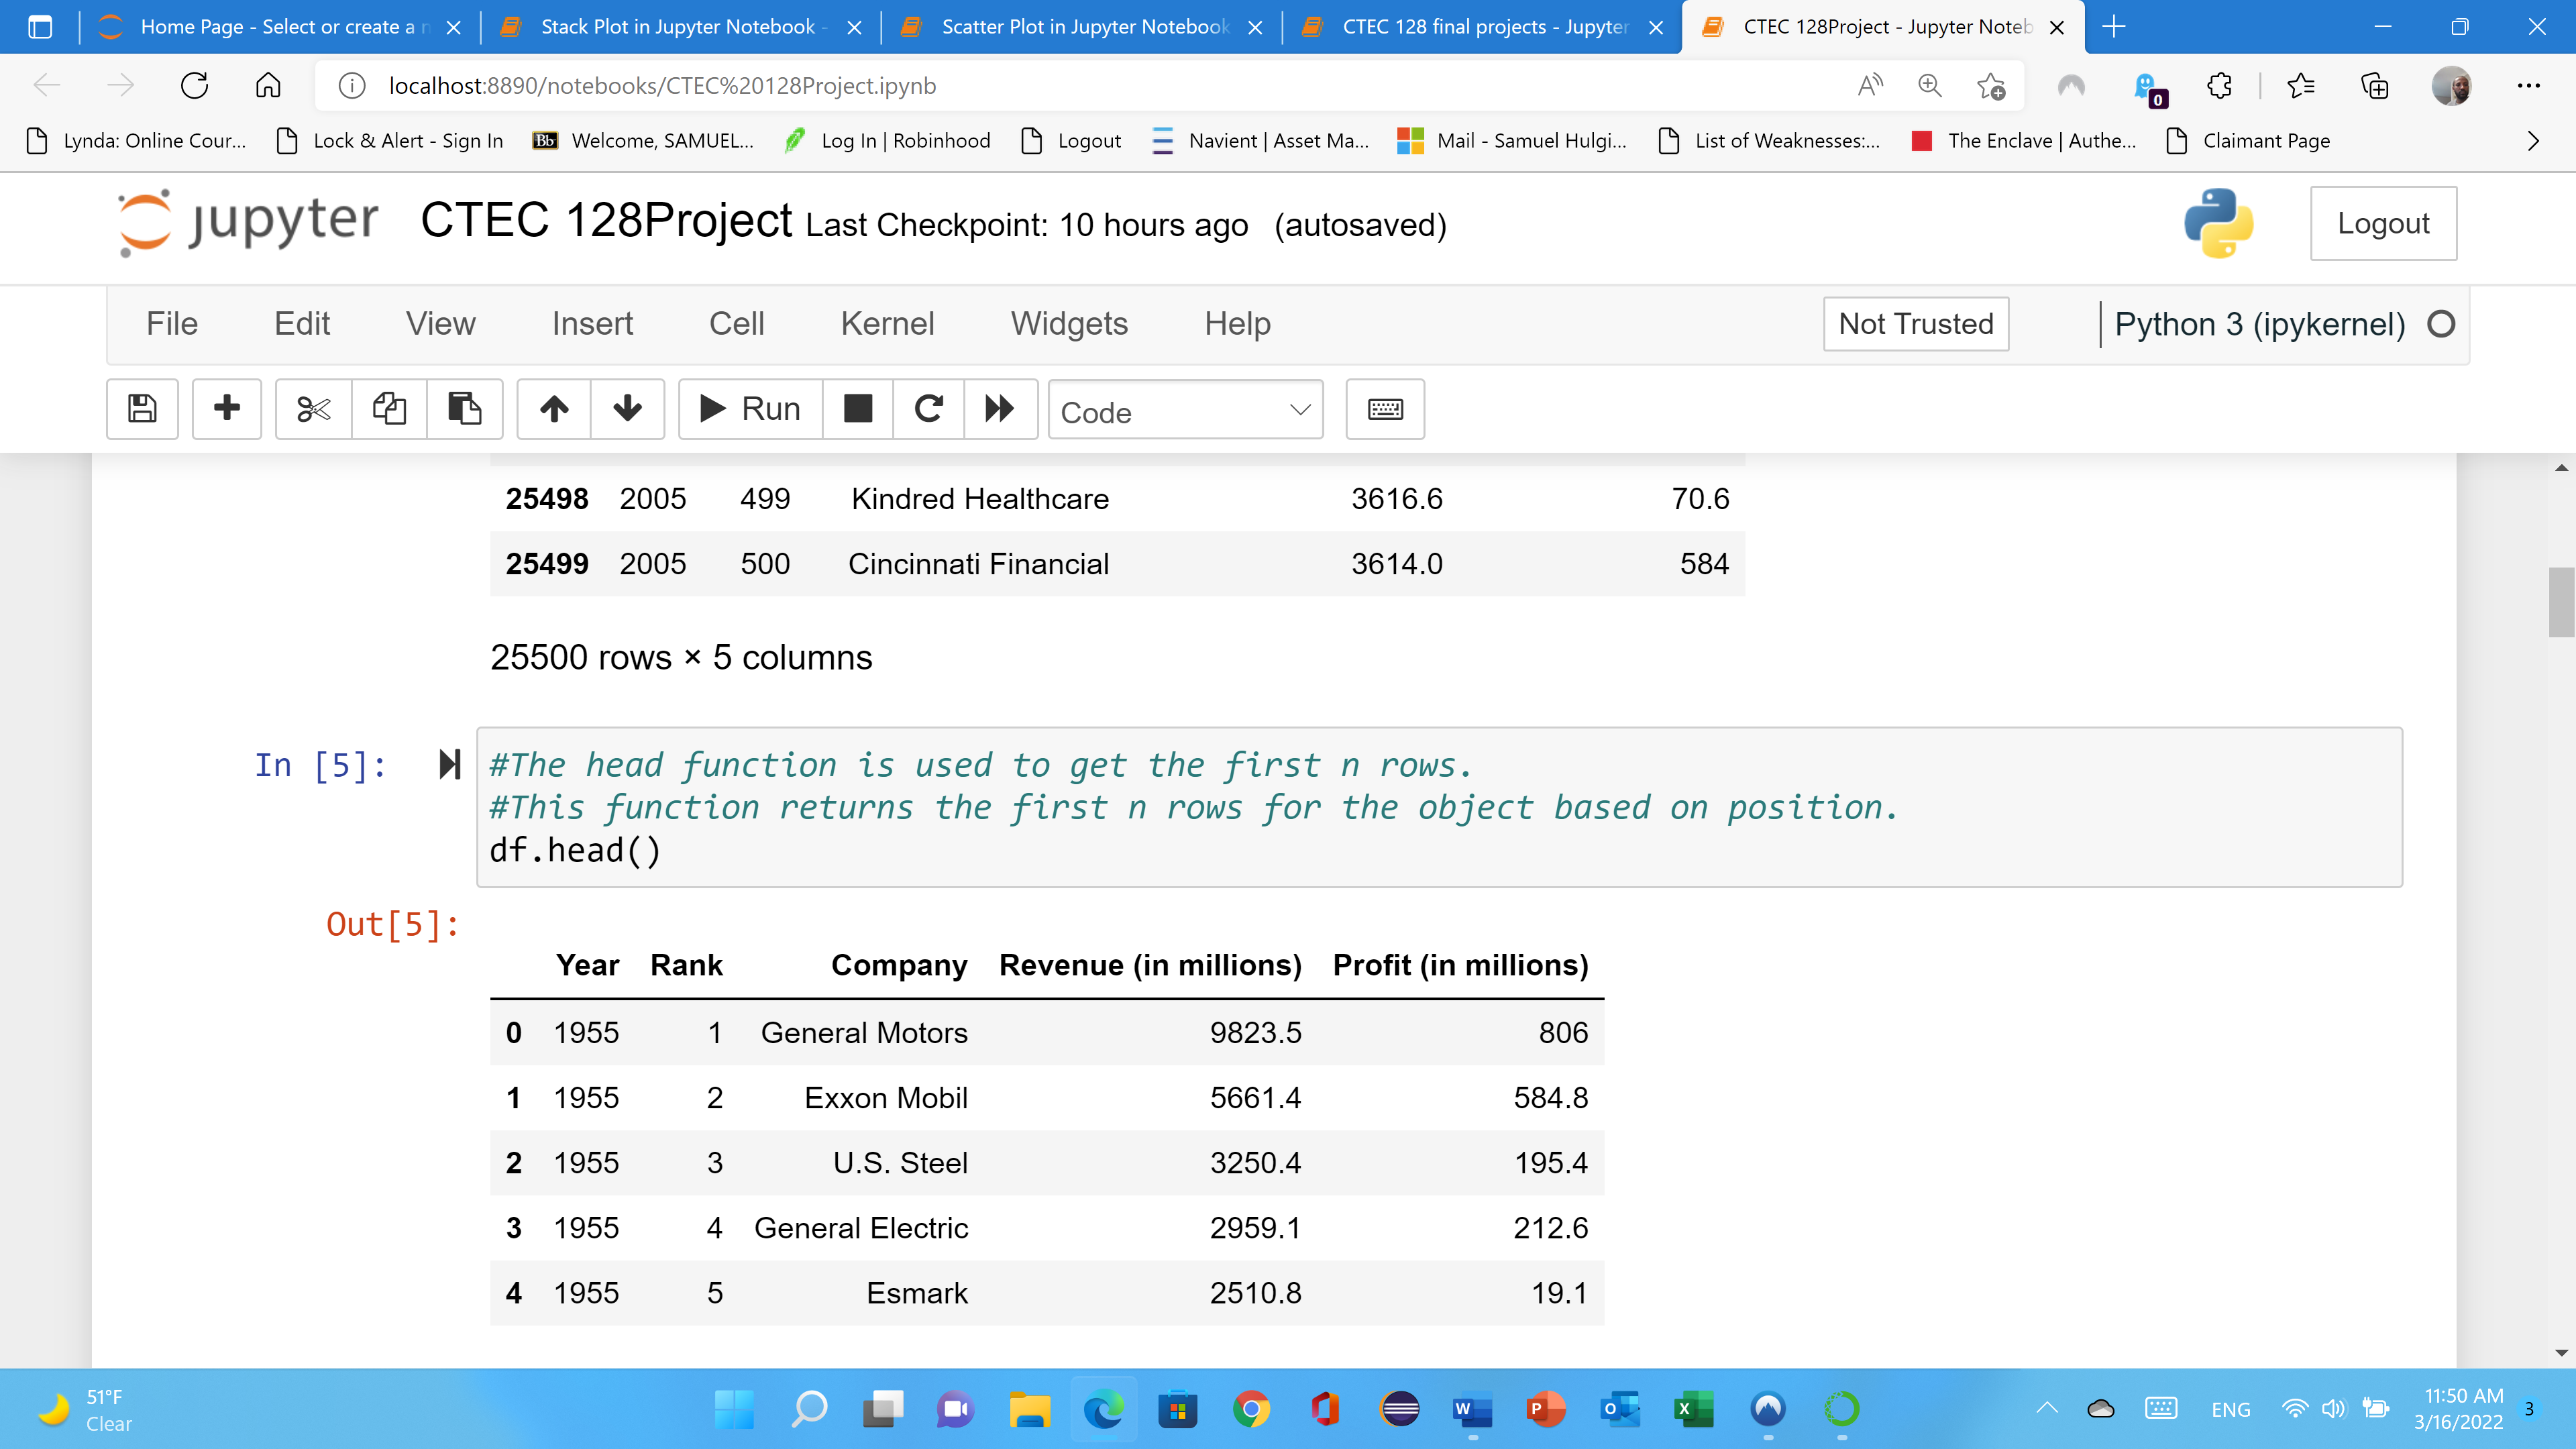 Home Page - Select or create a n
Stack Plot in Jupyter Notebook -
Scatter Plot in Jupyter Notebook
CTEC 128 final projects - Jupyter
CTEC 128Project - Jupyter Noteb
localhost:8890/notebooks/CTEC%20128Project.ipynb
0
Lynda: Online Cour...
Lock & Alert - Sign In
Bb Welcome, SAMUEL...
Log In | Robinhood
Logout
Navient | Asset Ma...
Mail - Samuel Hulgi...
List of Weaknesses:...
The Enclave | Authe...
Claimant Page
jupyter CTEC 128Project Last Checkpoint: 10 hours ago (autosaved)
Logout
File Edit View Insert Cell Kernel Widgets Help
Not Trusted
Python 3 (ipykernel)
Run
Code
25498 2005 499 Kindred Healthcare 3616.6 70.6
25499 2005 500 Cincinnati Financial 3614.0 584
25500 rows × 5 columns
In [5]:
#The head function is used to get the first n rows.
#This function returns the first n rows for the object based on position.
df.head()
Out[5]:
Year Rank Company Revenue (in millions) Profit (in millions)
0 1955 1 General Motors 9823.5 806
1 1955 2 Exxon Mobil 5661.4 584.8
2 1955 3 U.S. Steel 3250.4 195.4
3 1955 4 General Electric 2959.1 212.6
4 1955 5 Esmark 2510.8 19.1
51°F
Clear
W P O X
ENG
11:50 AM
3/16/2022
3